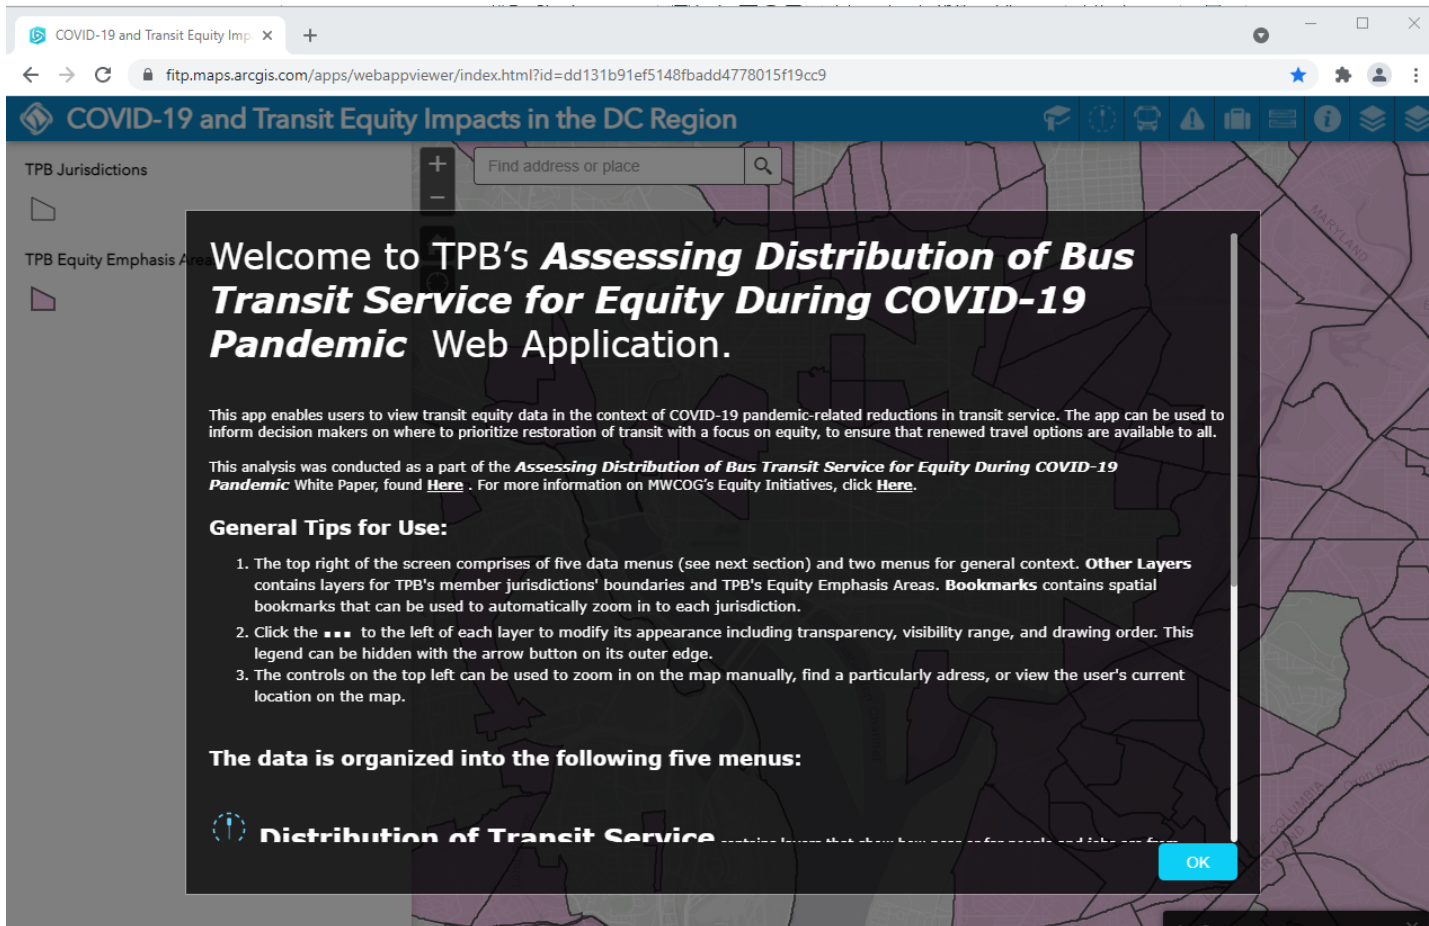 COVID-19 and Transit Equity Imp
fitp.maps.arcgis.com/apps/webappviewer/index.html?id=dd131b91ef5148fbadd4778015f19cc9
COVID-19 and Transit Equity Impacts in the DC Region
TPB Jurisdictions
Find address or place
TPB Equity Emphasis Area
Welcome to TPB's Assessing Distribution of Bus
Transit Service for Equity During COVID-19
Pandemic Web Application.
This app enables users to view transit equity data in the context of COVID-19 pandemic-related reductions in transit service. The app can be used to
inform decision makers on where to prioritize restoration of transit with a focus on equity, to ensure that renewed travel options are available to all.
This analysis was conducted as a part of the Assessing Distribution of Bus Transit Service for Equity During COVID-19
Pandemic White Paper, found Here . For more information on MWCOG's Equity Initiatives, click Here.
General Tips for Use:
1. The top right of the screen comprises of five data menus (see next section) and two menus for general context. Other Layers
contains layers for TPB's member jurisdictions' boundaries and TPB's Equity Emphasis Areas. Bookmarks contains spatial
bookmarks that can be used to automatically zoom in to each jurisdiction.
2. Click the ▪▪▪ to the left of each layer to modify its appearance including transparency, visibility range, and drawing order. This
legend can be hidden with the arrow button on its outer edge.
3. The controls on the top left can be used to zoom in on the map manually, find a particularly adress, or view the user's current
location on the map.
The data is organized into the following five menus:
Distribution of Transit Service contains layers that show how near or far people and jobs are from
OK
MARYLAND
MARYLAND